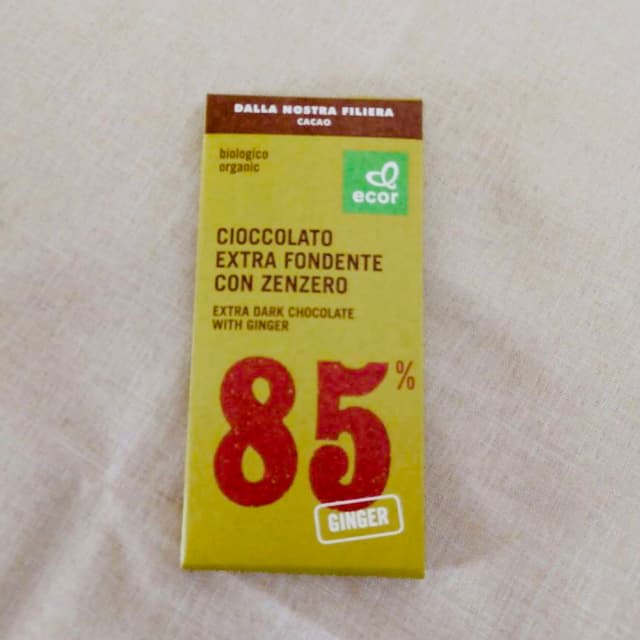 DALLA NOSTRA FILIERA
CACAO
biologico
organic
ecor
CIOCCOLATO
EXTRA FONDENTE
CON ZENZERO
EXTRA DARK CHOCOLATE
WITH GINGER
85%
GINGER